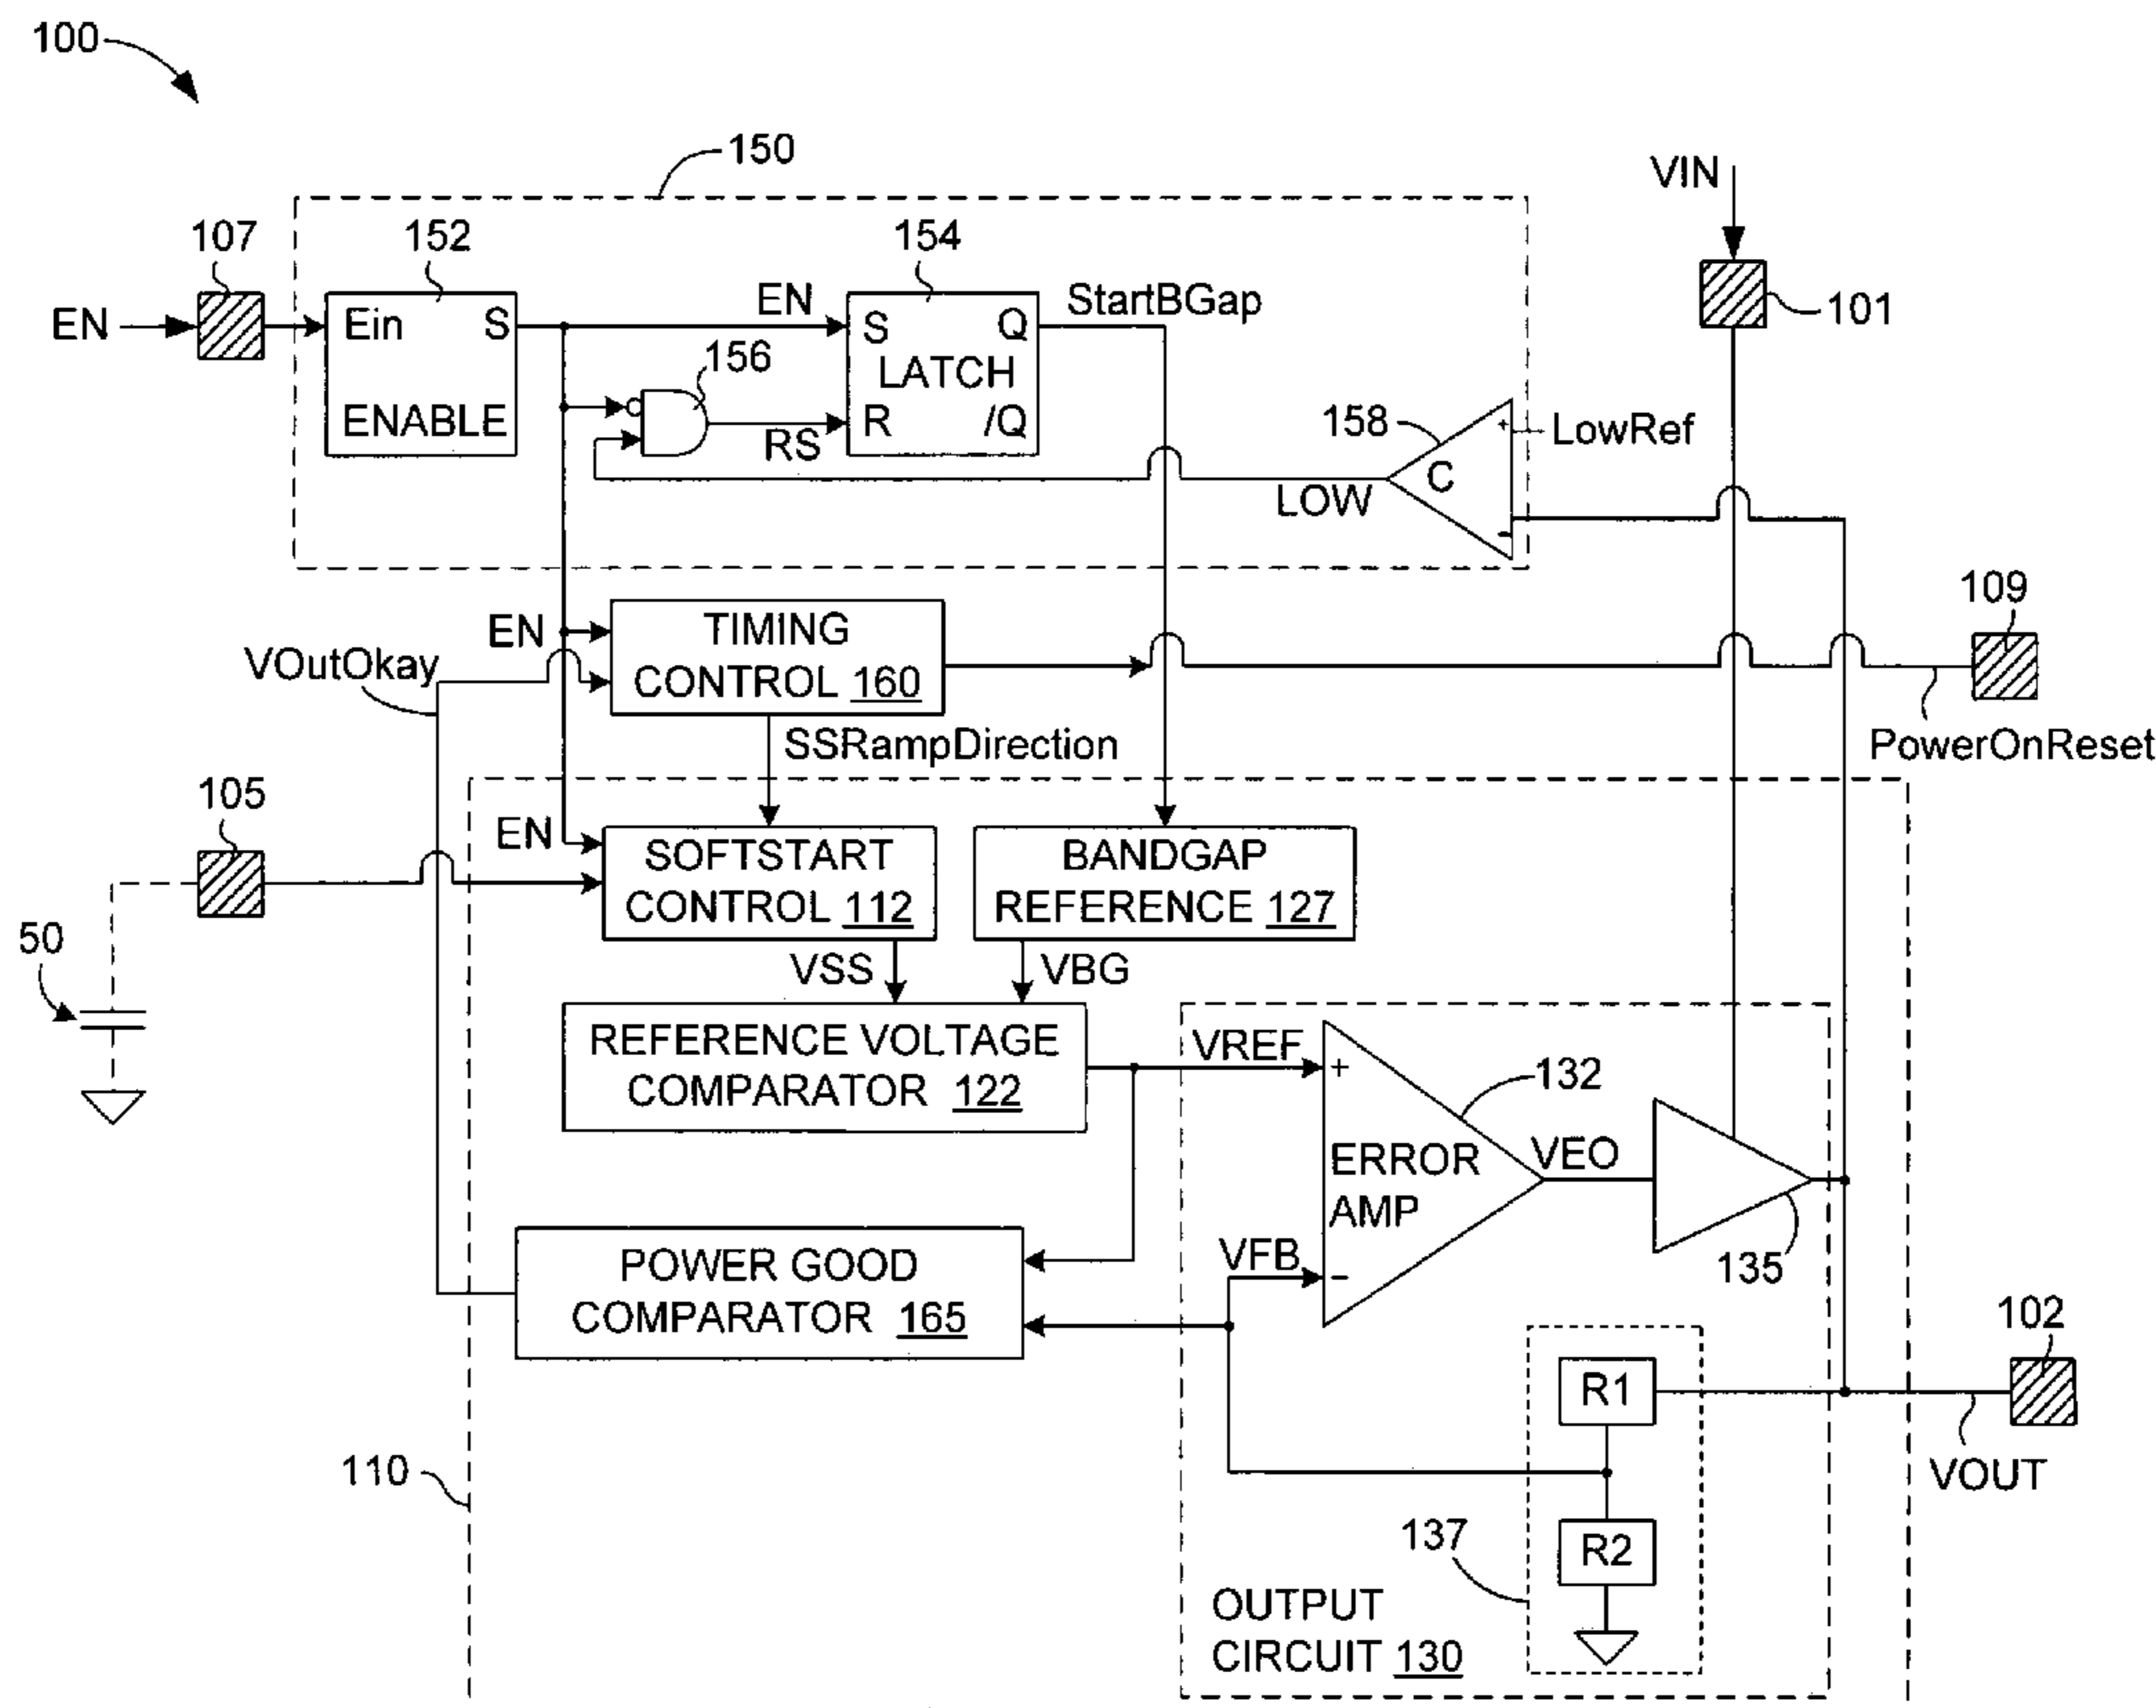 100
150
VIN
107
152
154
101
EN
Ein
S
ENABLE
EN
S
Q
LATCH
R
/Q
StartBGap
156
RS
158
+
LowRef
C
LOW
-
109
EN
TIMING
CONTROL 160
VOutOkay
SSRampDirection
PowerOnReset
105
EN
SOFTSTART
CONTROL 112
BANDGAP
REFERENCE 127
50
VSS
VBG
REFERENCE VOLTAGE
COMPARATOR 122
VREF
+
132
ERROR
AMP
VEO
135
VFB
-
POWER GOOD
COMPARATOR 165
102
R1
110
VOUT
137
R2
OUTPUT
CIRCUIT 130